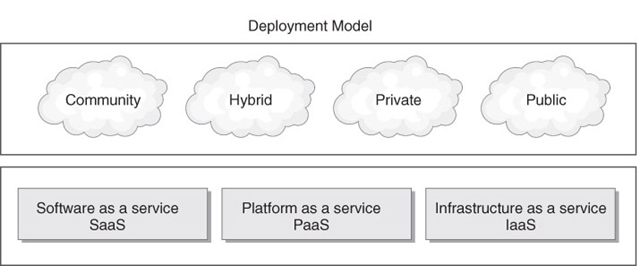 Deployment Model
Community
Hybrid
Private
Public
Software as a service
SaaS
Platform as a service
PaaS
Infrastructure as a service
IaaS